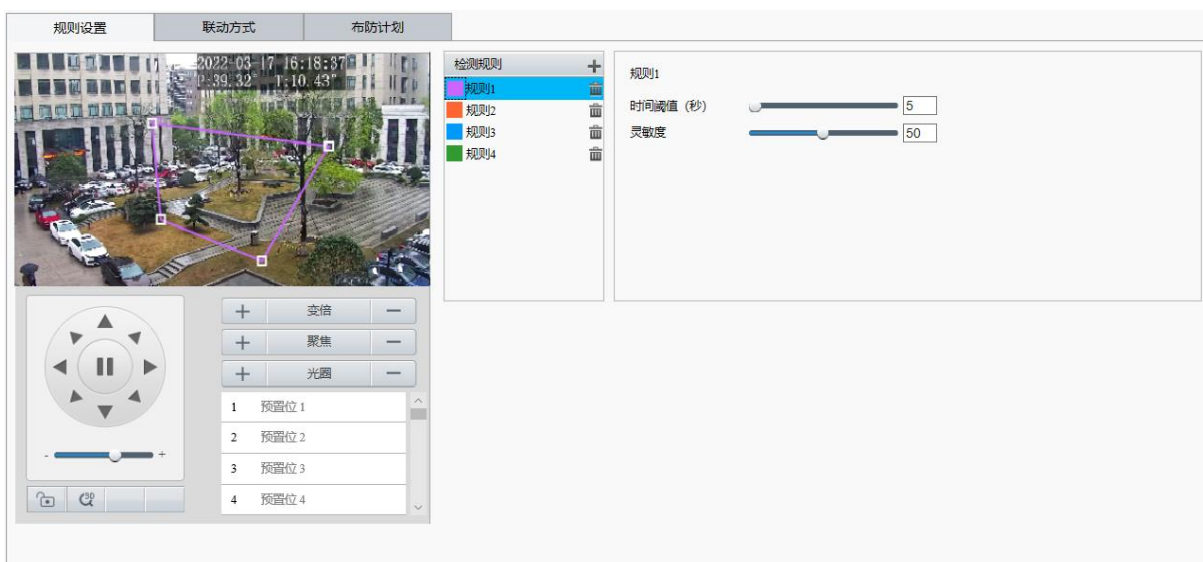 规则设置 联动方式 布防计划
2022-03-17 16:18:37
P:39.32° T:10.43°
检测规则 +
规则1
规则2
规则3
规则4
规则1
时间阈值（秒） 5
灵敏度 50
+ 变倍 −
+ 聚焦 −
+ 光圈 −
1 预置位 1
2 预置位 2
3 预置位 3
4 预置位 4
- +
3D